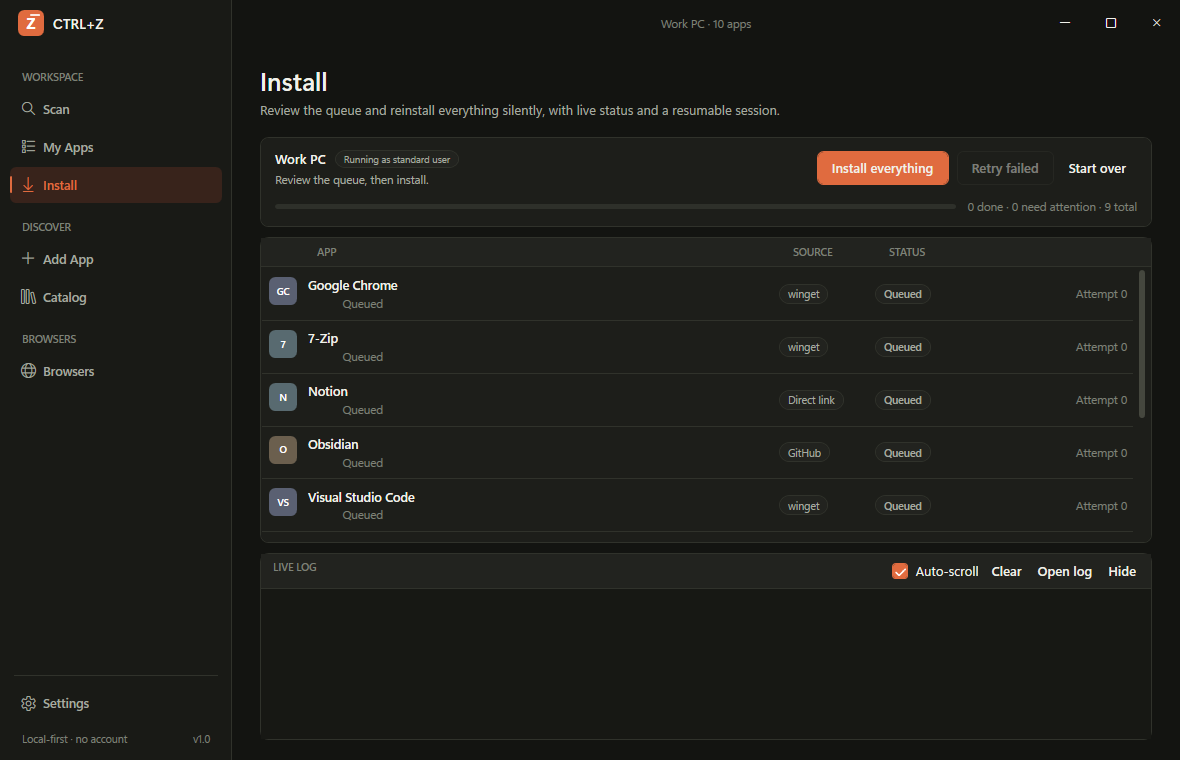 Z CTRL+Z
Work PC · 10 apps
WORKSPACE
Scan
My Apps
Install
DISCOVER
Add App
Catalog
BROWSERS
Browsers
Settings
Local-first · no account v1.0
Install
Review the queue and reinstall everything silently, with live status and a resumable session.
Work PC Running as standard user
Review the queue, then install.
Install everything Retry failed Start over
0 done · 0 need attention · 9 total
APP SOURCE STATUS
GC Google Chrome winget Queued Attempt 0
Queued
7 7-Zip winget Queued Attempt 0
Queued
N Notion Direct link Queued Attempt 0
Queued
O Obsidian GitHub Queued Attempt 0
Queued
VS Visual Studio Code winget Queued Attempt 0
Queued
LIVE LOG Auto-scroll Clear Open log Hide